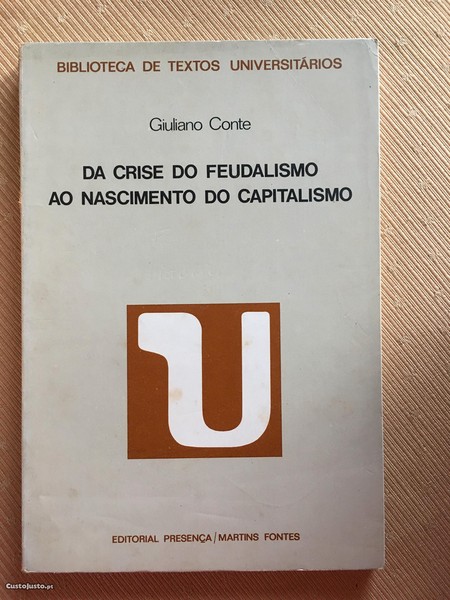 BIBLIOTECA DE TEXTOS UNIVERSITÁRIOS
Giuliano Conte
DA CRISE DO FEUDALISMO
AO NASCIMENTO DO CAPITALISMO
U
EDITORIAL PRESENÇA/MARTINS FONTES
CustoJusto.pt